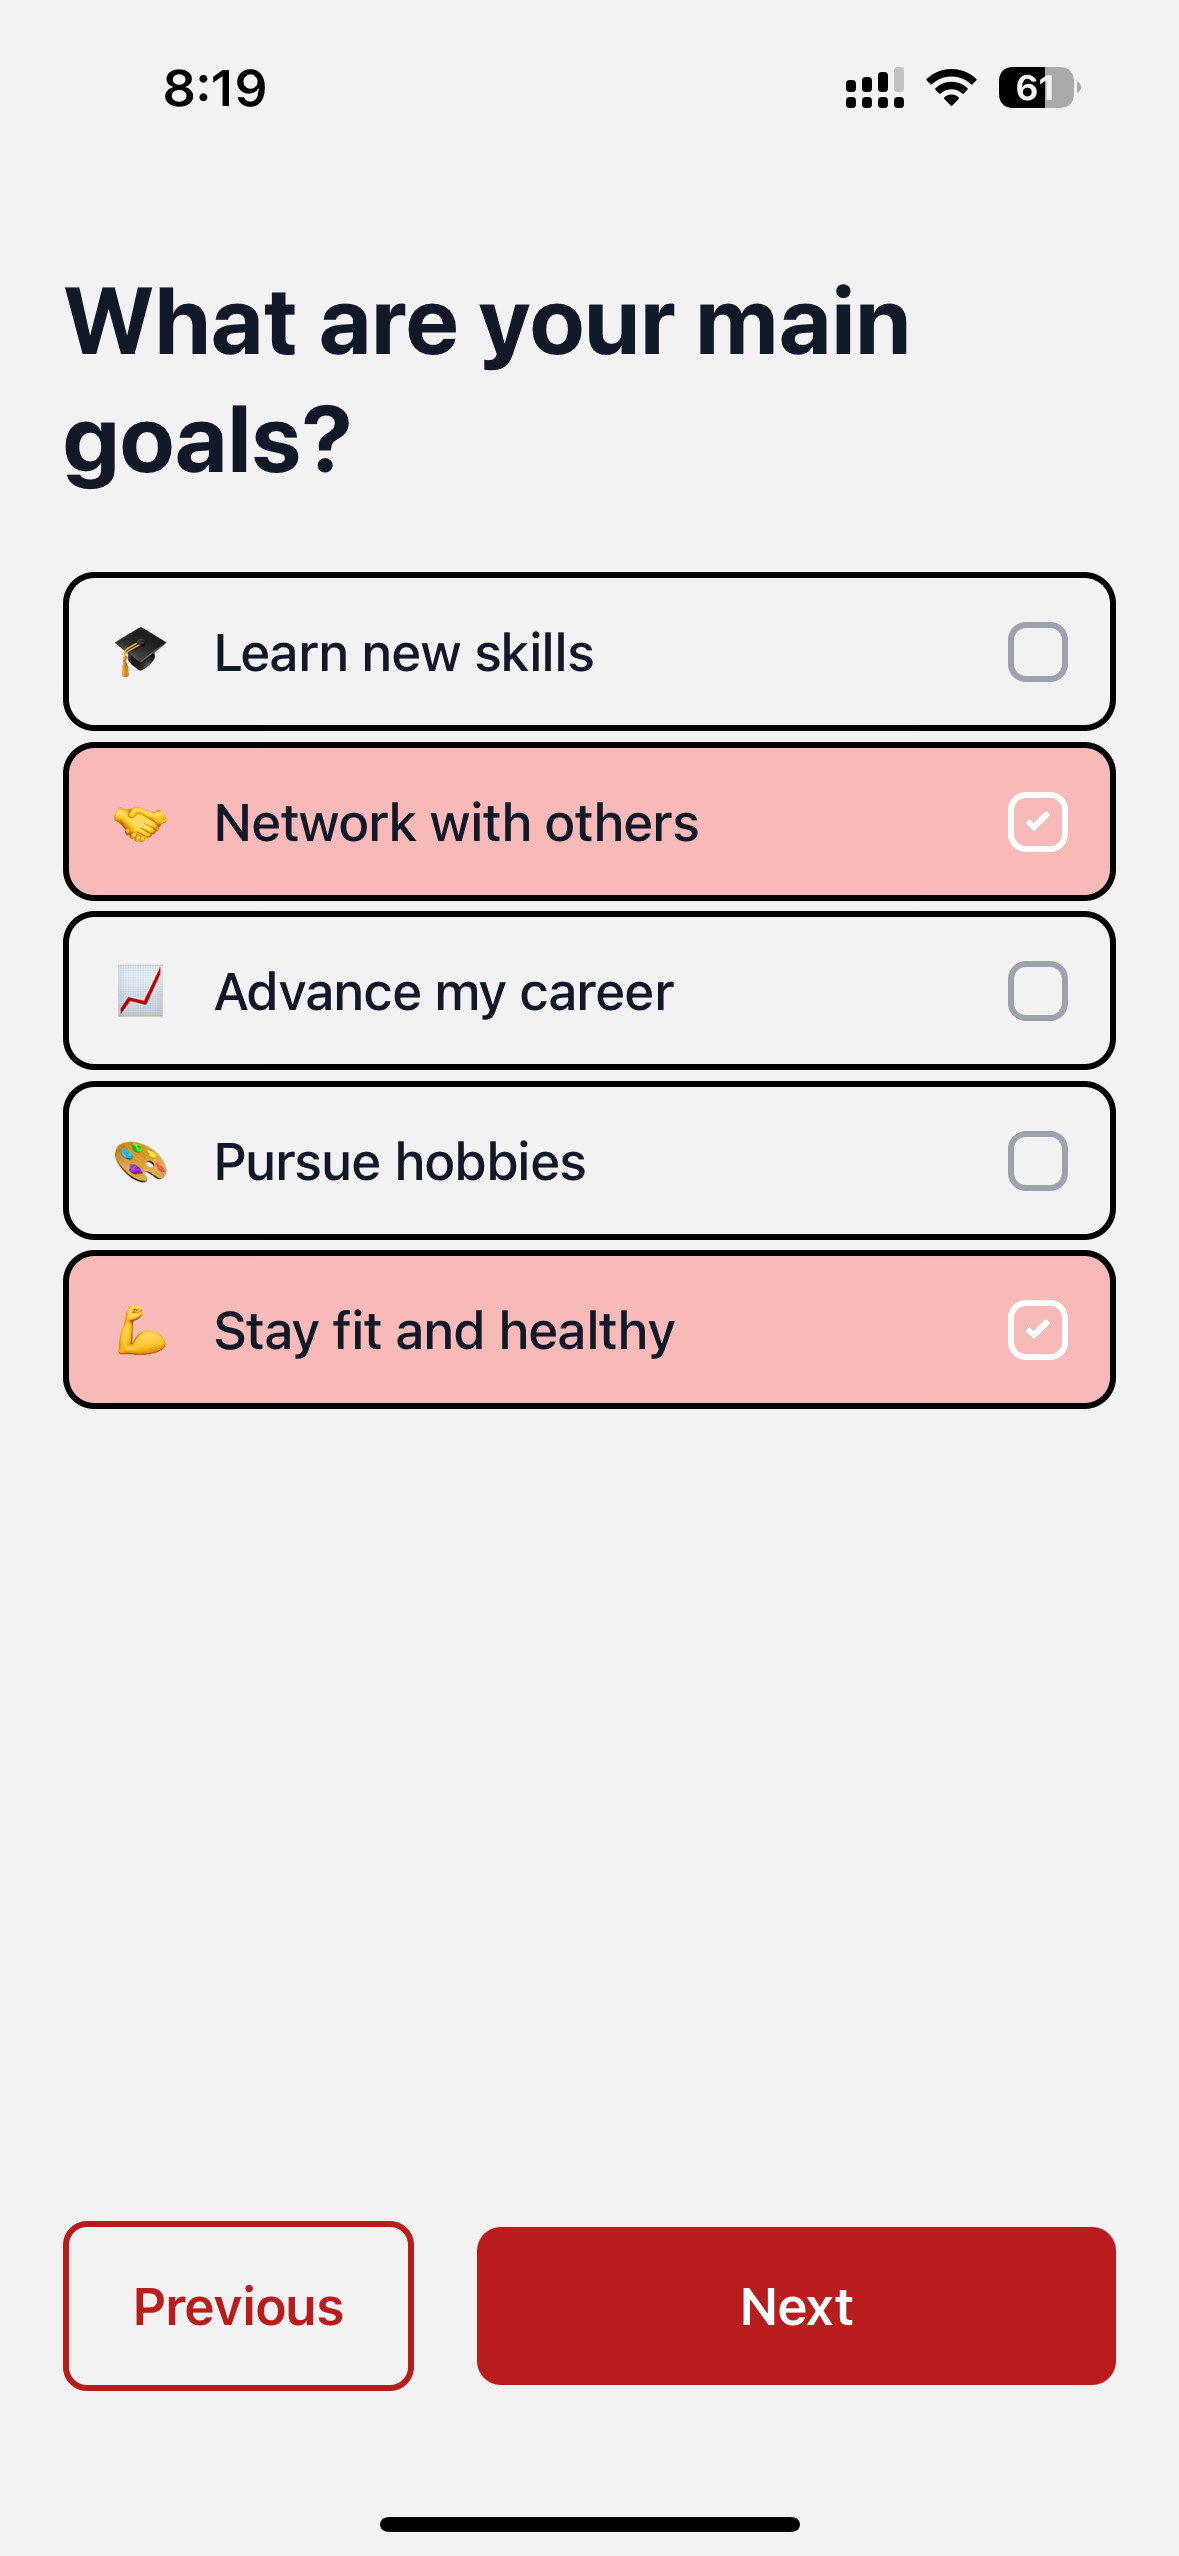 8:19
61
What are your main
goals?
Learn new skills
Network with others
Advance my career
Pursue hobbies
Stay fit and healthy
Previous
Next